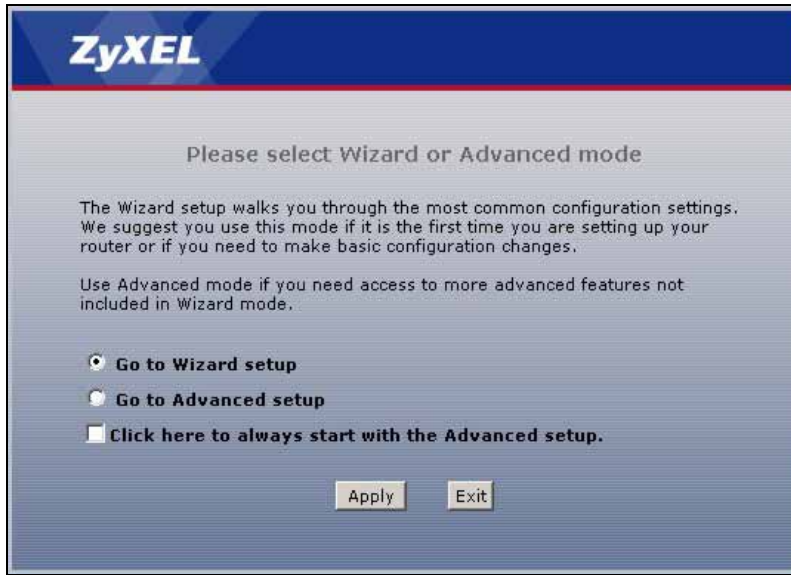 ZyXEL
Please select Wizard or Advanced mode
The Wizard setup walks you through the most common configuration settings.
We suggest you use this mode if it is the first time you are setting up your
router or if you need to make basic configuration changes.
Use Advanced mode if you need access to more advanced features not
included in Wizard mode.
Go to Wizard setup
Go to Advanced setup
Click here to always start with the Advanced setup.
Apply Exit